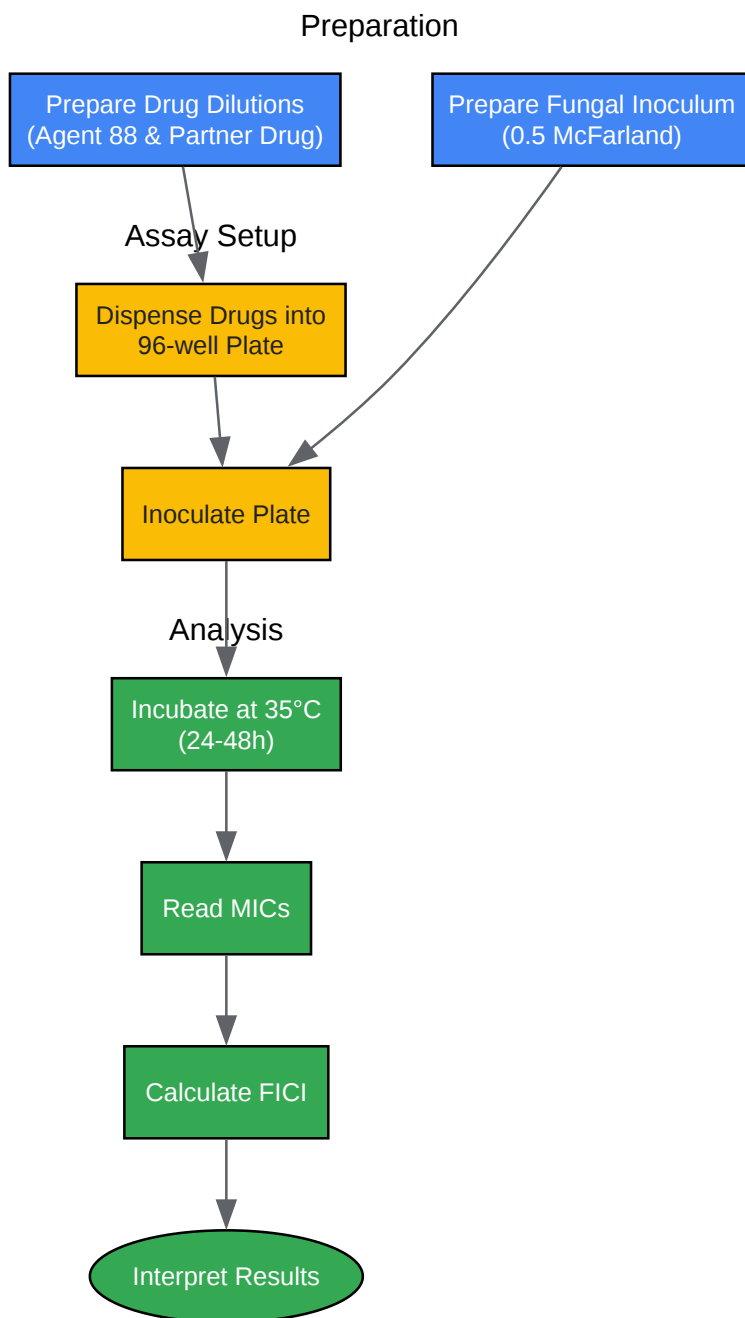 Preparation
Prepare Drug Dilutions
(Agent 88 & Partner Drug)
Prepare Fungal Inoculum
(0.5 McFarland)
Assay Setup
Dispense Drugs into
96-well Plate
Inoculate Plate
Analysis
Incubate at 35°C
(24-48h)
Read MICs
Calculate FICI
Interpret Results